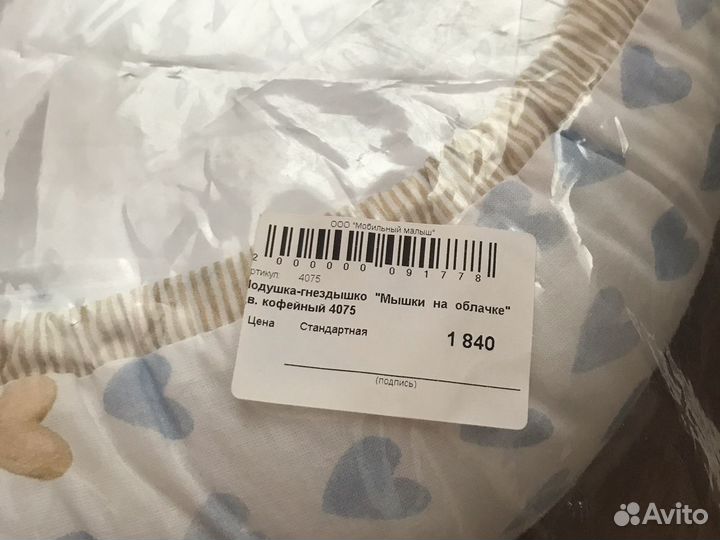 ООО "Мобильный малыш"
2 000000 091778
ртикул: 4075
Подушка-гнездышко "Мышки на облачке"
в. кофейный 4075
Цена Стандартная 1 840
(подпись)
Avito